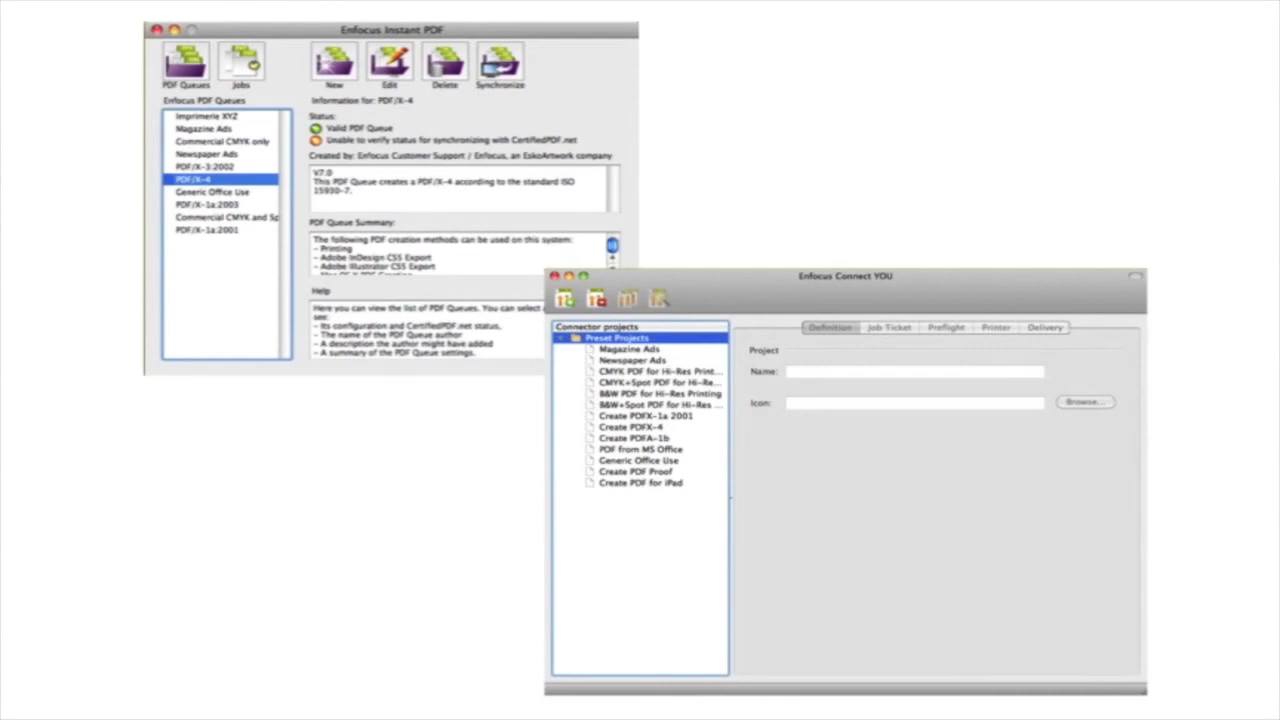 Enfocus Instant PDF
PDF Queues
Jobs
New
Edit
Delete
Synchronize
Enfocus PDF Queues
Imprimerie XYZ
Magazine Ads
Commercial CMYK only
Newspaper Ads
PDF/X-3:2002
PDF/X-4
Generic Office Use
PDF/X-1a:2003
Commercial CMYK and Sp
PDF/X-1a:2001
Information for: PDF/X-4
Status:
Valid PDF Queue
Unable to verify status for synchronizing with CertifiedPDF.net
Created by: Enfocus Customer Support / Enfocus, an EskoArtwork company
V7.0
This PDF Queue creates a PDF/X-4 according to the standard ISO
15930-7.
PDF Queue Summary:
The following PDF creation methods can be used on this system:
- Printing
- Adobe InDesign CS5 Export
- Adobe Illustrator CS5 Export
Help
Here you can view the list of PDF Queues. You can select
see:
- Its configuration and CertifiedPDF.net status,
- The name of the PDF Queue author
- A description the author might have added
- A summary of the PDF Queue settings.
Enfocus Connect YOU
Connector projects
Preset Projects
Magazine Ads
Newspaper Ads
CMYK PDF for Hi-Res Print...
CMYK+Spot PDF for Hi-Re...
B&W PDF for Hi-Res Printing
B&W+Spot PDF for Hi-Res ...
Create PDFX-1a 2001
Create PDFX-4
Create PDFA-1b
PDF from MS Office
Generic Office Use
Create PDF Proof
Create PDF for iPad
Definition
Job Ticket
Preflight
Printer
Delivery
Project
Name:
Icon:
Browse...